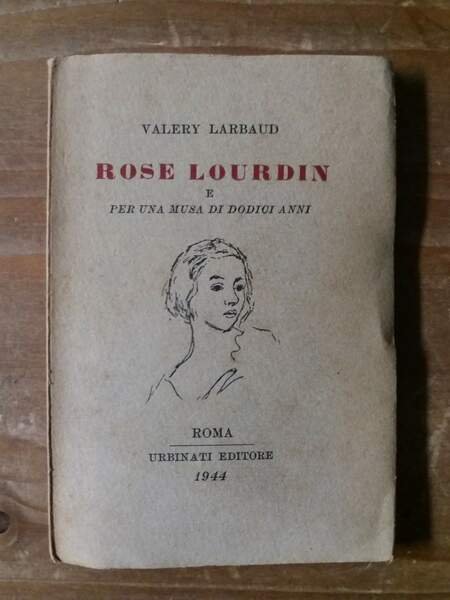 VALERY LARBAUD
ROSE LOURDIN
E
PER UNA MUSA DI DODICI ANNI
ROMA
URBINATI EDITORE
1944